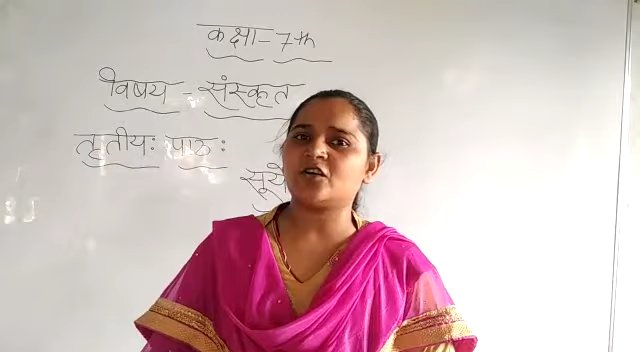 कक्षा - 7th
विषय - संस्कृत
तृतीयः पाठः